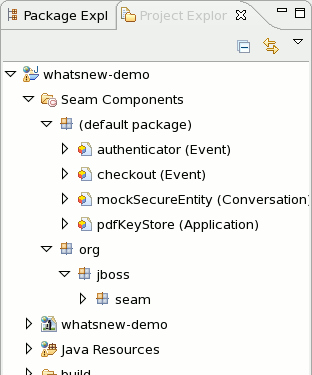 Package Expl
Project Explor
whatsnew-demo
Seam Components
(default package)
authenticator (Event)
checkout (Event)
mockSecureEntity (Conversation)
pdfKeyStore (Application)
org
jboss
seam
whatsnew-demo
Java Resources
build